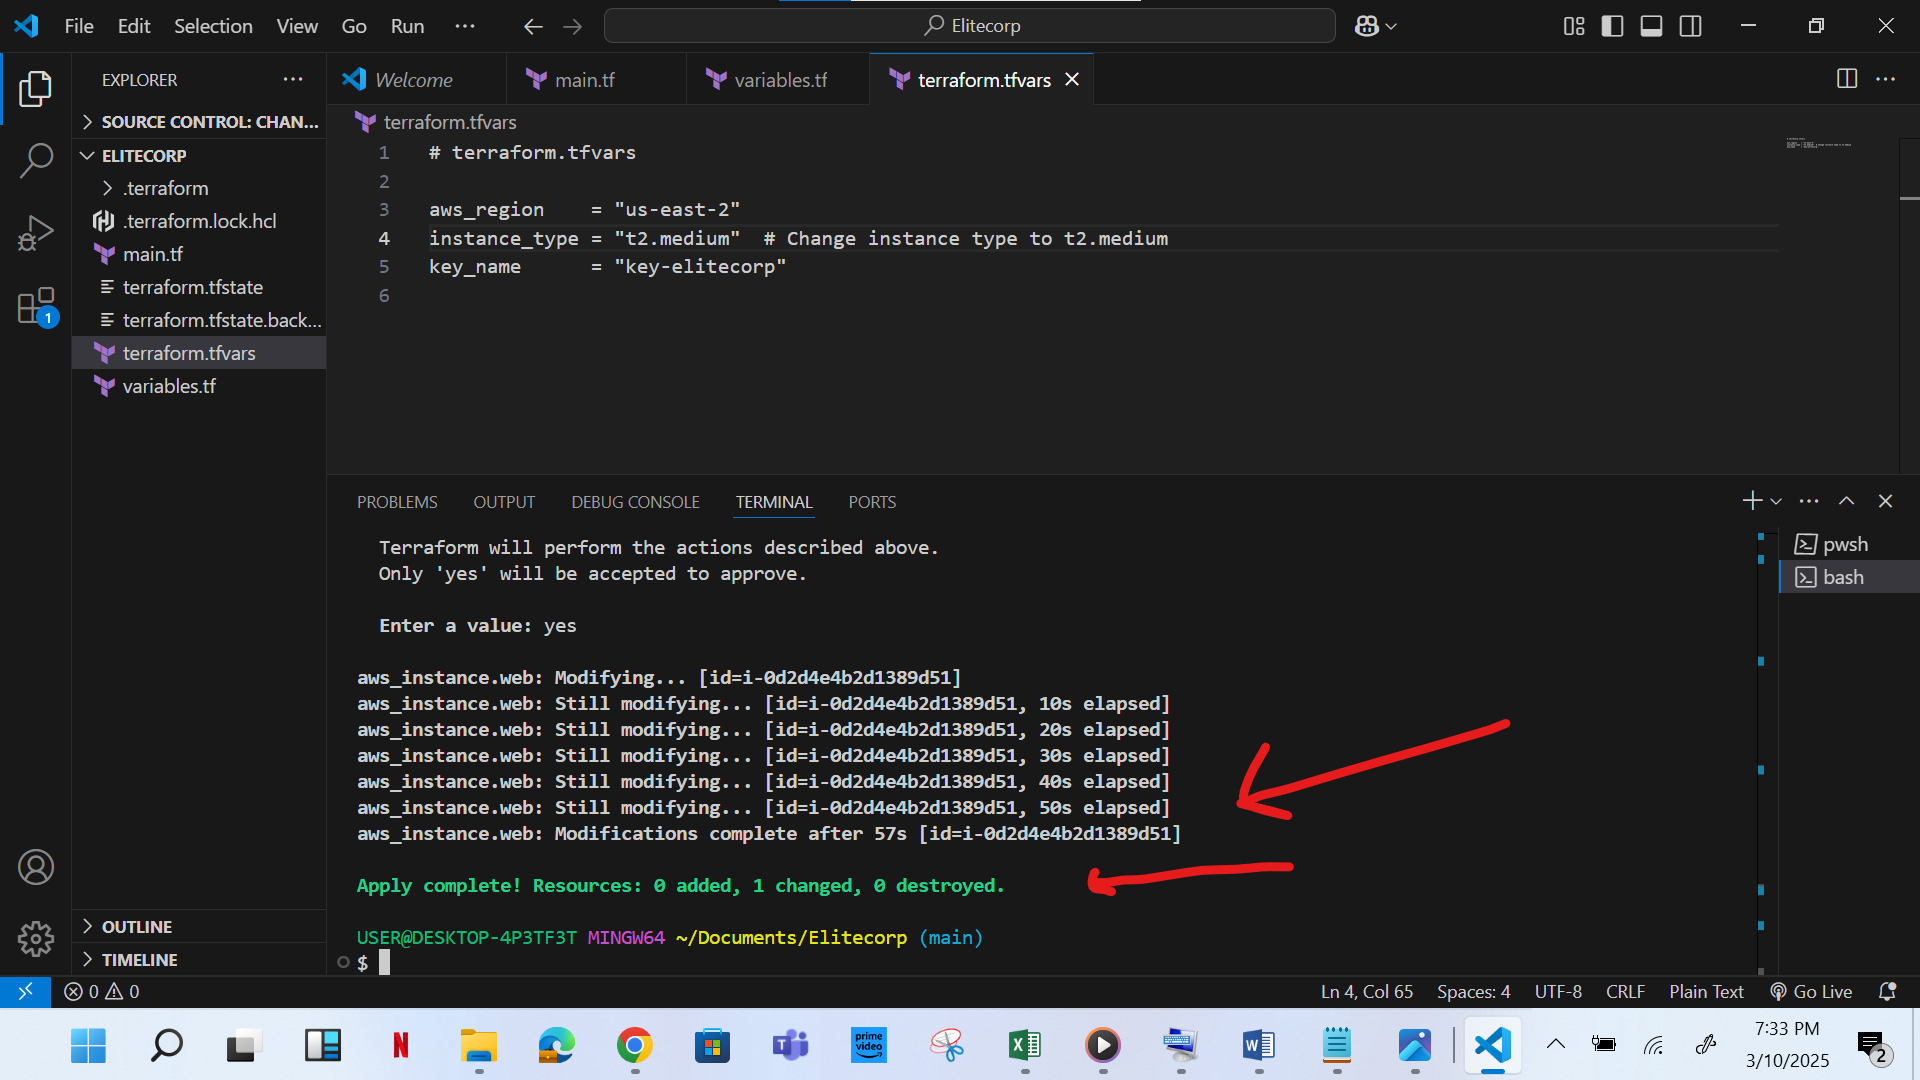 File Edit Selection View Go Run ··· Elitecorp
EXPLORER ···
Welcome main.tf variables.tf terraform.tfvars
SOURCE CONTROL: CHAN...
ELITECORP
.terraform
.terraform.lock.hcl
main.tf
terraform.tfstate
terraform.tfstate.back...
terraform.tfvars
variables.tf
OUTLINE
TIMELINE
1
terraform.tfvars
1 # terraform.tfvars
2
3 aws_region    = "us-east-2"
4 instance_type = "t2.medium"  # Change instance type to t2.medium
5 key_name      = "key-elitecorp"
6
PROBLEMS OUTPUT DEBUG CONSOLE TERMINAL PORTS
pwsh
bash
Terraform will perform the actions described above.
Only 'yes' will be accepted to approve.
Enter a value: yes
aws_instance.web: Modifying... [id=i-0d2d4e4b2d1389d51]
aws_instance.web: Still modifying... [id=i-0d2d4e4b2d1389d51, 10s elapsed]
aws_instance.web: Still modifying... [id=i-0d2d4e4b2d1389d51, 20s elapsed]
aws_instance.web: Still modifying... [id=i-0d2d4e4b2d1389d51, 30s elapsed]
aws_instance.web: Still modifying... [id=i-0d2d4e4b2d1389d51, 40s elapsed]
aws_instance.web: Still modifying... [id=i-0d2d4e4b2d1389d51, 50s elapsed]
aws_instance.web: Modifications complete after 57s [id=i-0d2d4e4b2d1389d51]
Apply complete! Resources: 0 added, 1 changed, 0 destroyed.
USER@DESKTOP-4P3TF3T MINGW64 ~/Documents/Elitecorp (main)
$
0 0 Ln 4, Col 65 Spaces: 4 UTF-8 CRLF Plain Text Go Live
prime video
7:33 PM
3/10/2025
2